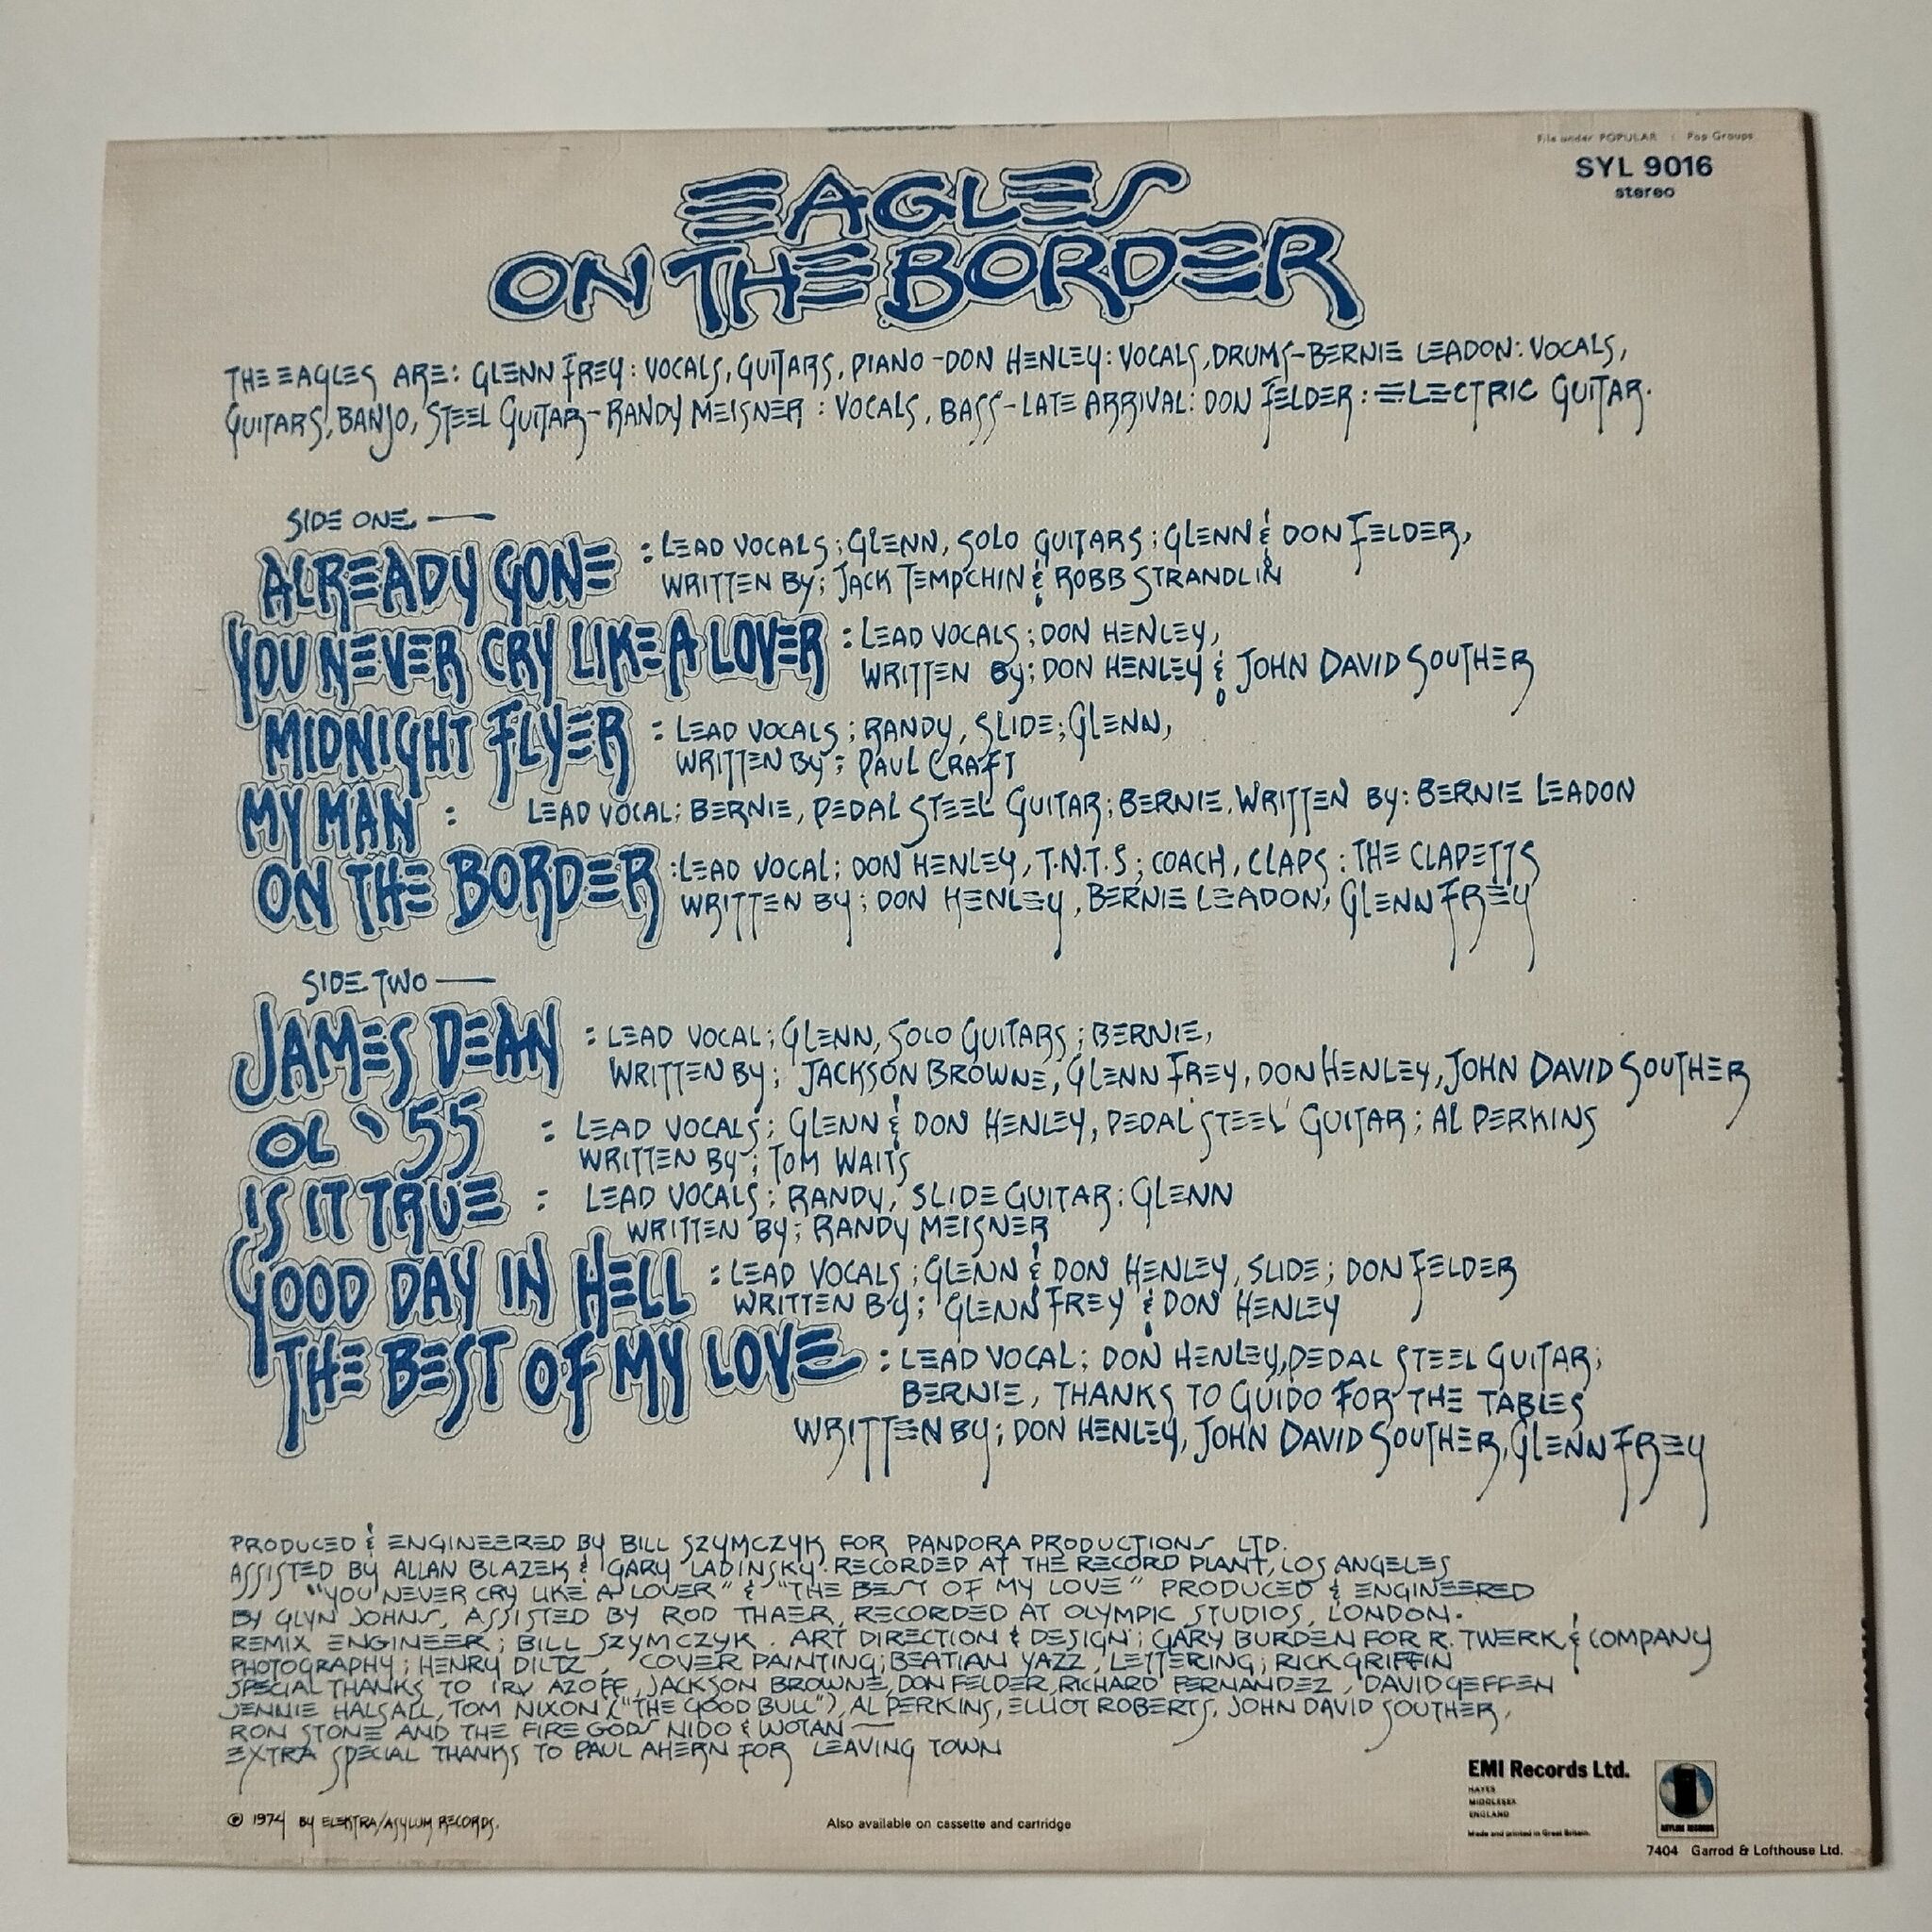 File under POPULAR : Pop Groups
SYL 9016
stereo
EAGLES
ON THE BORDER
THE EAGLES ARE: GLENN FREY: VOCALS, GUITARS, PIANO - DON HENLEY: VOCALS, DRUMS - BERNIE LEADON: VOCALS,
GUITARS, BANJO, STEEL GUITAR - RANDY MEISNER: VOCALS, BASS - LATE ARRIVAL: DON FELDER: ELECTRIC GUITAR.
SIDE ONE —
ALREADY GONE : LEAD VOCALS; GLENN, SOLO GUITARS; GLENN & DON FELDER,
WRITTEN BY; JACK TEMPCHIN & ROBB STRANDLIN
YOU NEVER CRY LIKE A LOVER : LEAD VOCALS; DON HENLEY,
WRITTEN BY; DON HENLEY & JOHN DAVID SOUTHER
MIDNIGHT FLYER : LEAD VOCALS; RANDY, SLIDE; GLENN,
WRITTEN BY; PAUL CRAFT
MY MAN : LEAD VOCAL; BERNIE, PEDAL STEEL GUITAR; BERNIE, WRITTEN BY: BERNIE LEADON
ON THE BORDER : LEAD VOCAL; DON HENLEY, T.N.T.S; COACH, CLAPS: THE CLAPETTS
WRITTEN BY; DON HENLEY, BERNIE LEADON, GLENN FREY
SIDE TWO —
JAMES DEAN : LEAD VOCAL; GLENN, SOLO GUITARS; BERNIE,
WRITTEN BY; JACKSON BROWNE, GLENN FREY, DON HENLEY, JOHN DAVID SOUTHER
OL '55 : LEAD VOCALS; GLENN & DON HENLEY, PEDAL STEEL GUITAR; AL PERKINS
WRITTEN BY; TOM WAITS
IS IT TRUE : LEAD VOCALS; RANDY, SLIDE GUITAR: GLENN
WRITTEN BY; RANDY MEISNER
GOOD DAY IN HELL : LEAD VOCALS; GLENN & DON HENLEY, SLIDE; DON FELDER
WRITTEN BY; GLENN FREY & DON HENLEY
THE BEST OF MY LOVE : LEAD VOCAL; DON HENLEY, PEDAL STEEL GUITAR;
BERNIE, THANKS TO GUIDO FOR THE TABLES
WRITTEN BY; DON HENLEY, JOHN DAVID SOUTHER, GLENN FREY
PRODUCED & ENGINEERED BY BILL SZYMCZYK FOR PANDORA PRODUCTIONS LTD.
ASSISTED BY ALLAN BLAZEK & GARY LADINSKY. RECORDED AT THE RECORD PLANT, LOS ANGELES
"YOU NEVER CRY LIKE A LOVER" & "THE BEST OF MY LOVE" PRODUCED & ENGINEERED
BY GLYN JOHNS, ASSISTED BY ROD THAER, RECORDED AT OLYMPIC STUDIOS, LONDON.
REMIX ENGINEER; BILL SZYMCZYK. ART DIRECTION & DESIGN; GARY BURDEN FOR R. TWERK & COMPANY
PHOTOGRAPHY; HENRY DILTZ, COVER PAINTING; BEATIAN YAZZ, LETTERING; RICK GRIFFIN
SPECIAL THANKS TO IRV AZOFF, JACKSON BROWNE, DON FELDER, RICHARD FERNANDEZ, DAVID GEFFEN
JENNIE HALSALL, TOM NIXON ("THE GOOD BULL"), AL PERKINS, ELLIOT ROBERTS, JOHN DAVID SOUTHER,
RON STONE AND THE FIRE GODS NIDO & WOTAN —
EXTRA SPECIAL THANKS TO PAUL AHERN FOR LEAVING TOWN
© 1974 BY ELEKTRA/ASYLUM RECORDS.
Also available on cassette and cartridge
EMI Records Ltd.
HAYES
MIDDLESEX
ENGLAND
Made and printed in Great Britain.
ASYLUM RECORDS
7404 Garrod & Lofthouse Ltd.